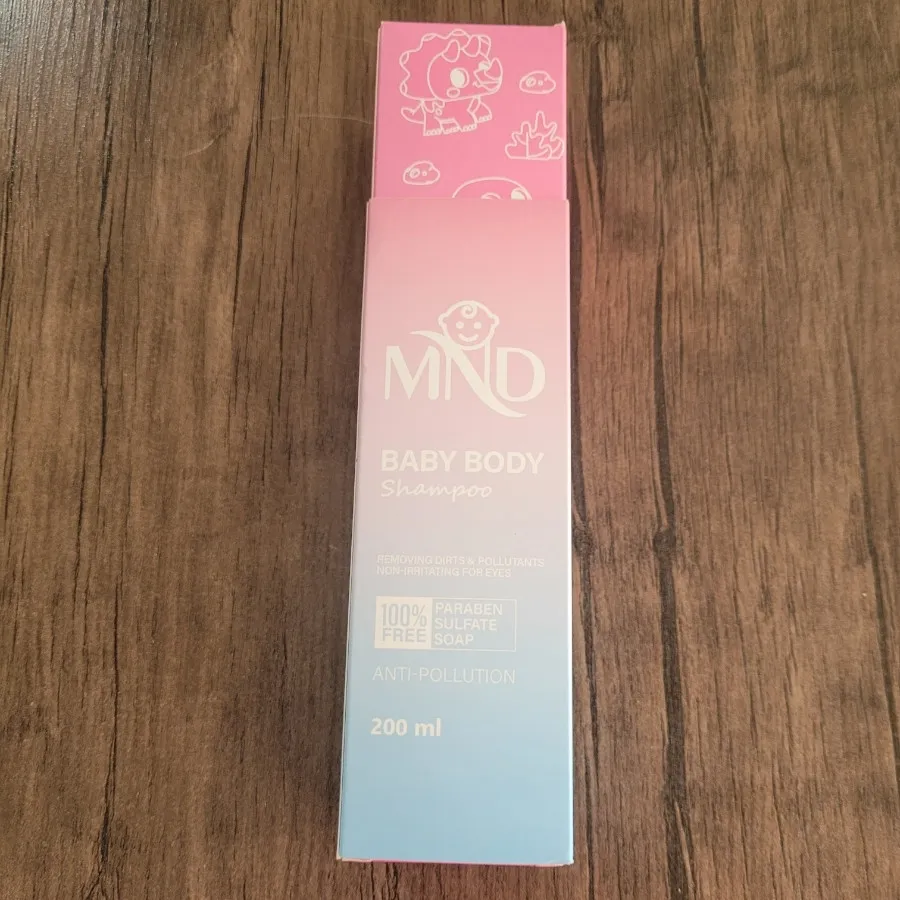 MND
BABY BODY
Shampoo
REMOVING DIRTS & POLLUTANTS
NON-IRRITATING FOR EYES
100%
FREE
PARABEN
SULFATE
SOAP
ANTI-POLLUTION
200 ml